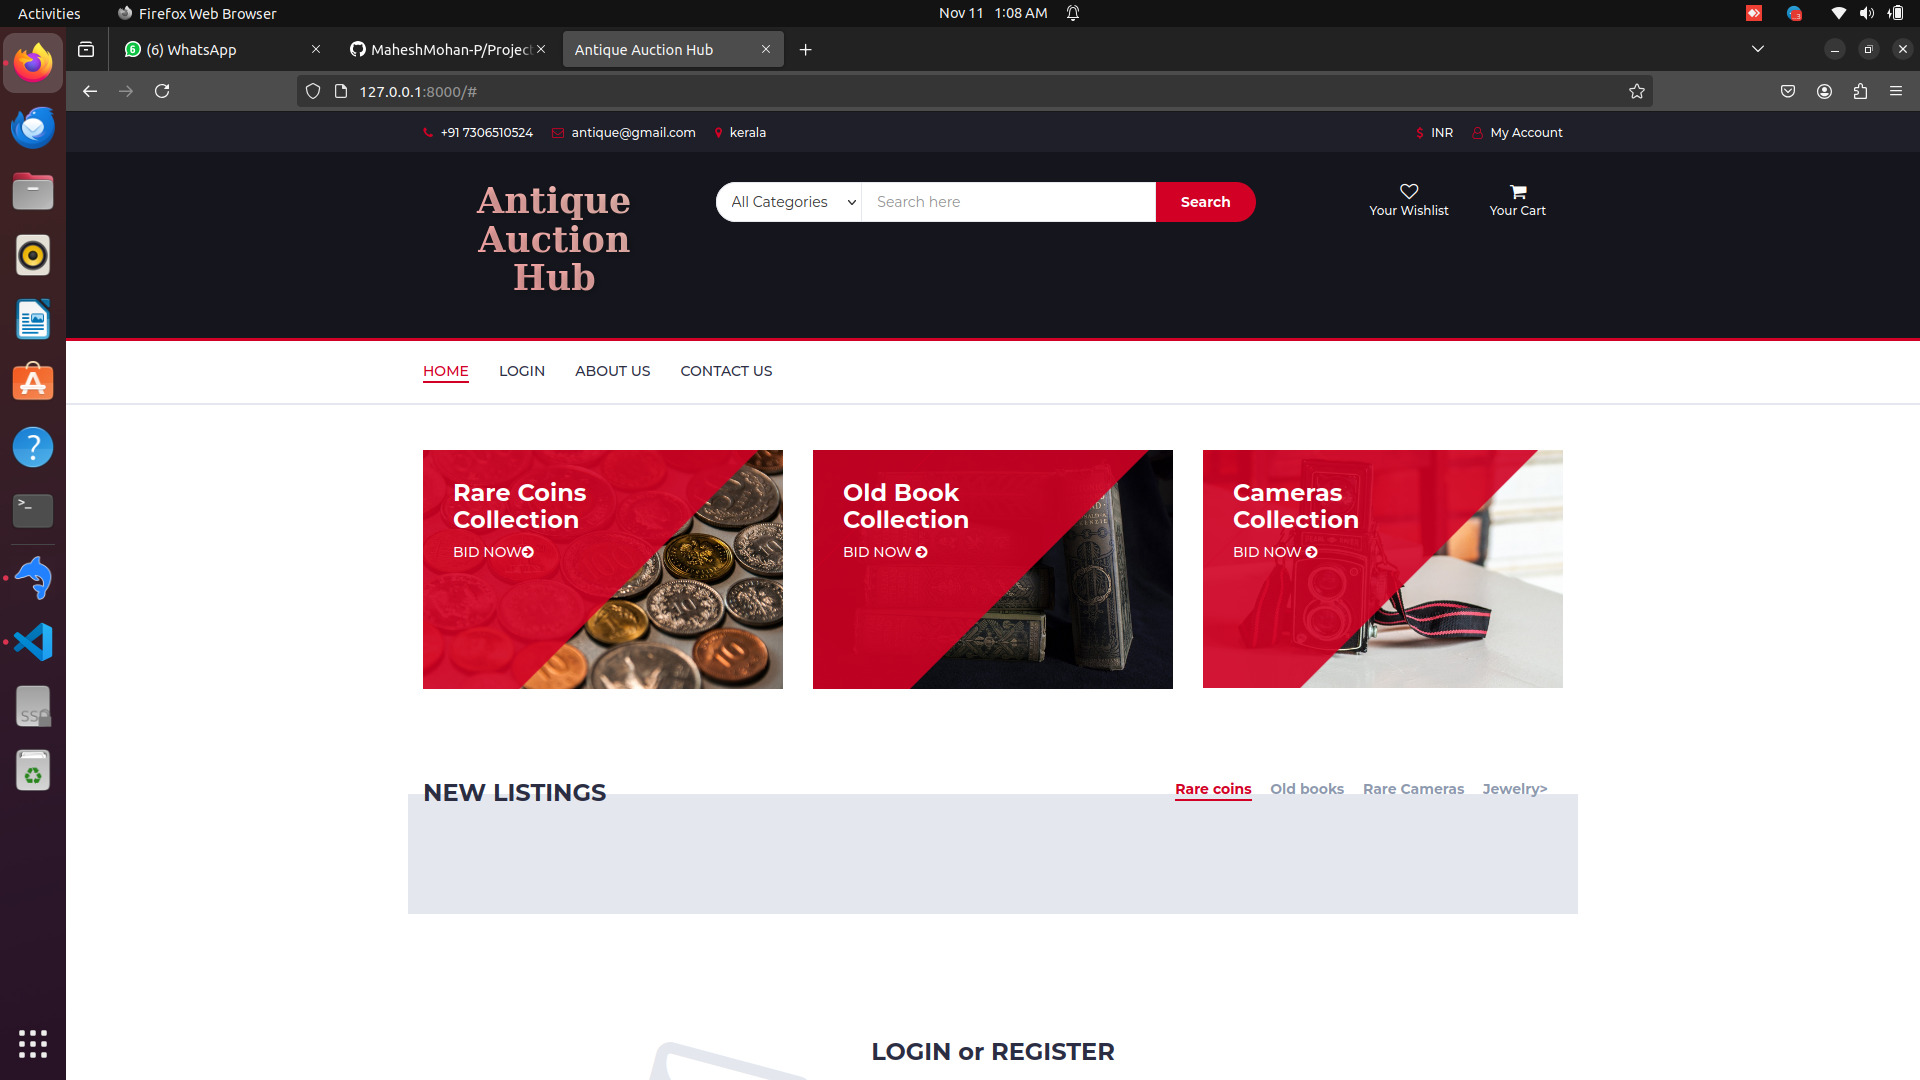 Activities
Firefox Web Browser
Nov 11 1:08 AM
(6) WhatsApp
MaheshMohan-P/Project
Antique Auction Hub
127.0.0.1:8000/#
+91 7306510524
antique@gmail.com
kerala
$ INR
My Account
Antique
Auction
Hub
All Categories
Search here
Search
Your Wishlist
Your Cart
HOME
LOGIN
ABOUT US
CONTACT US
Rare Coins
Collection
BID NOW
Old Book
Collection
BID NOW
Cameras
Collection
BID NOW
NEW LISTINGS
Rare coins
Old books
Rare Cameras
Jewelry>
LOGIN or REGISTER